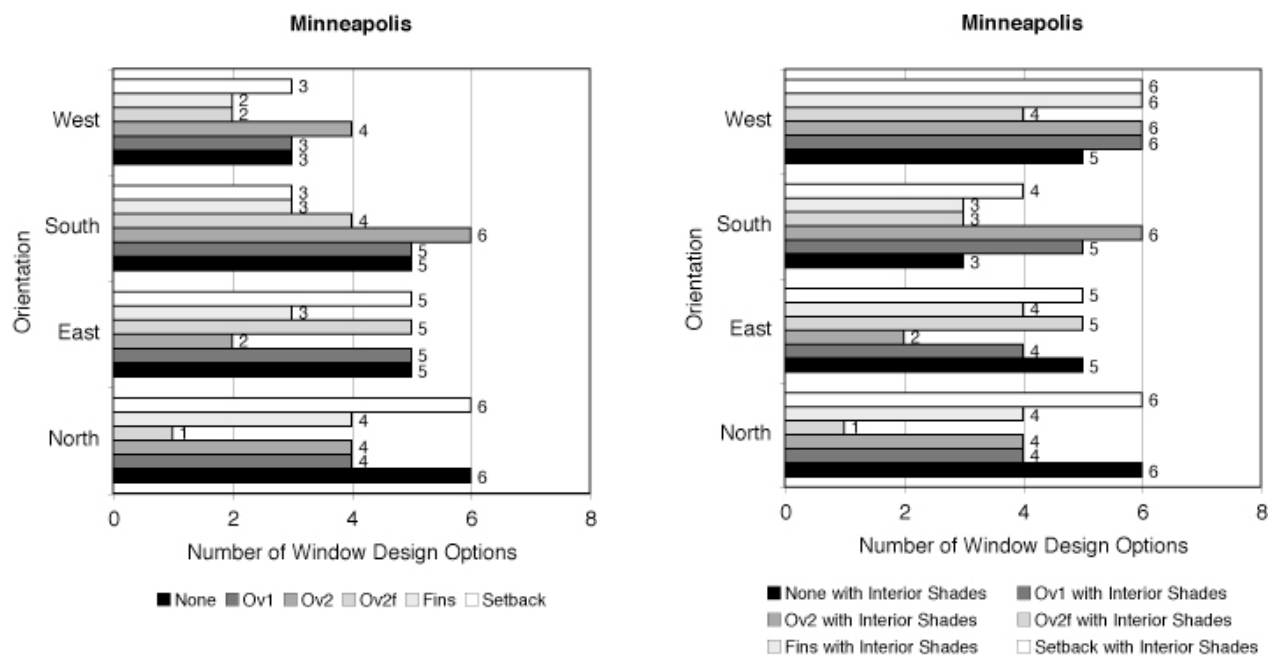 Minneapolis
West
3
2
2
4
3
3
South
3
3
4
6
5
5
East
5
3
5
2
5
5
North
6
4
1
4
4
6
Orientation
0 2 4 6 8
Number of Window Design Options
None Ov1 Ov2 Ov2f Fins Setback
Minneapolis
West
6
6
4
6
6
5
South
4
3
3
6
5
3
East
5
4
5
2
4
5
North
6
4
1
4
4
6
Orientation
0 2 4 6 8
Number of Window Design Options
None with Interior Shades Ov1 with Interior Shades
Ov2 with Interior Shades Ov2f with Interior Shades
Fins with Interior Shades Setback with Interior Shades